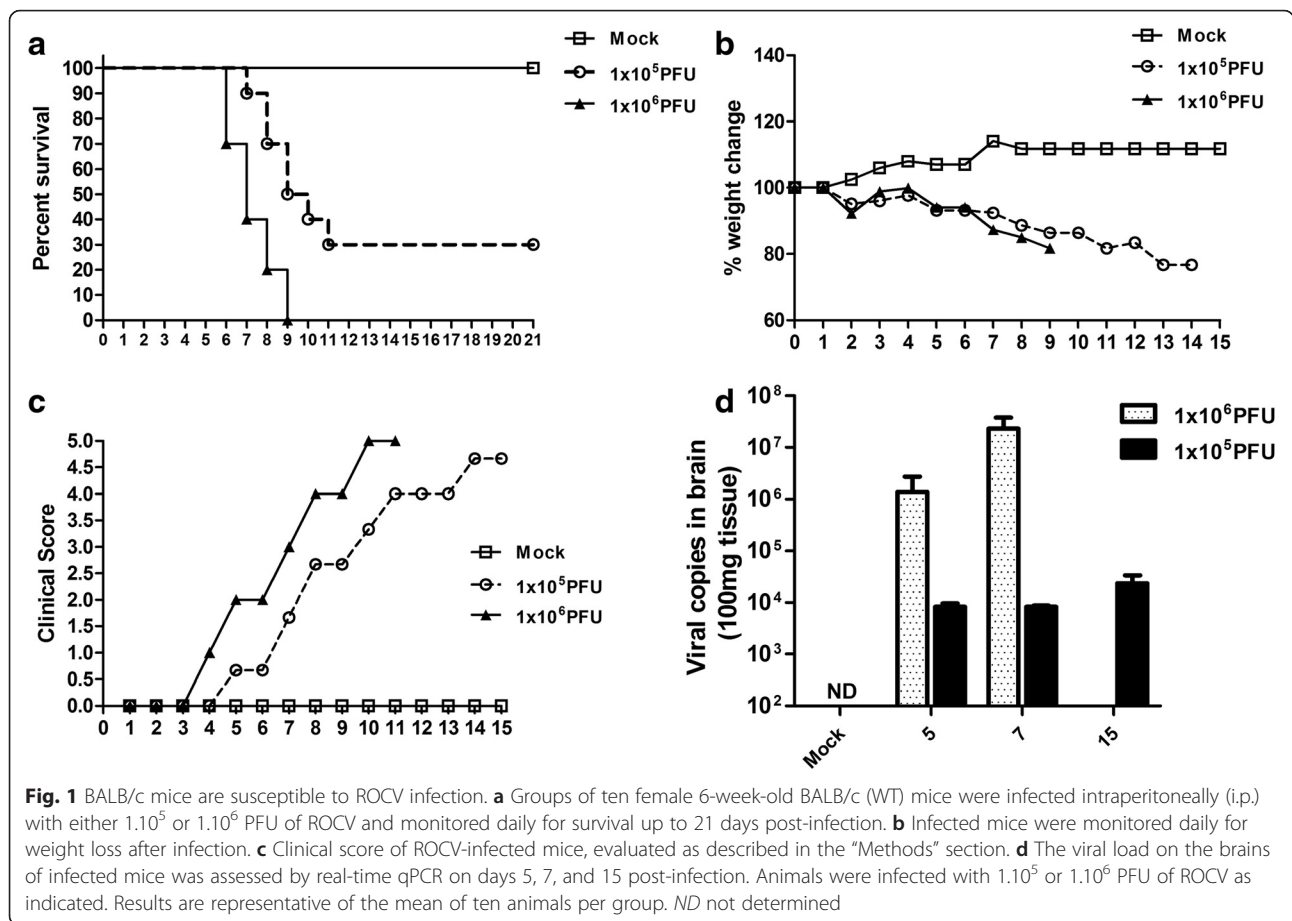 a
Mock
1x10⁵PFU
1x10⁶PFU
Percent survival
100
90
80
70
60
50
40
30
20
10
0
0 1 2 3 4 5 6 7 8 9 10 11 12 13 14 15 16 17 18 19 20 21
b
Mock
1x10⁵PFU
1x10⁶PFU
% weight change
140
120
100
80
60
0 1 2 3 4 5 6 7 8 9 10 11 12 13 14 15
c
Clinical Score
5.0
4.5
4.0
3.5
3.0
2.5
2.0
1.5
1.0
0.5
0.0
0 1 2 3 4 5 6 7 8 9 10 11 12 13 14 15
Mock
1x10⁵PFU
1x10⁶PFU
d
Viral copies in brain
(100mg tissue)
10⁸
10⁷
10⁶
10⁵
10⁴
10³
10²
ND
Mock 5 7 15
1x10⁶PFU
1x10⁵PFU
Fig. 1 BALB/c mice are susceptible to ROCV infection. a Groups of ten female 6-week-old BALB/c (WT) mice were infected intraperitoneally (i.p.)
with either 1.10⁵ or 1.10⁶ PFU of ROCV and monitored daily for survival up to 21 days post-infection. b Infected mice were monitored daily for
weight loss after infection. c Clinical score of ROCV-infected mice, evaluated as described in the “Methods” section. d The viral load on the brains
of infected mice was assessed by real-time qPCR on days 5, 7, and 15 post-infection. Animals were infected with 1.10⁵ or 1.10⁶ PFU of ROCV as
indicated. Results are representative of the mean of ten animals per group. ND not determined